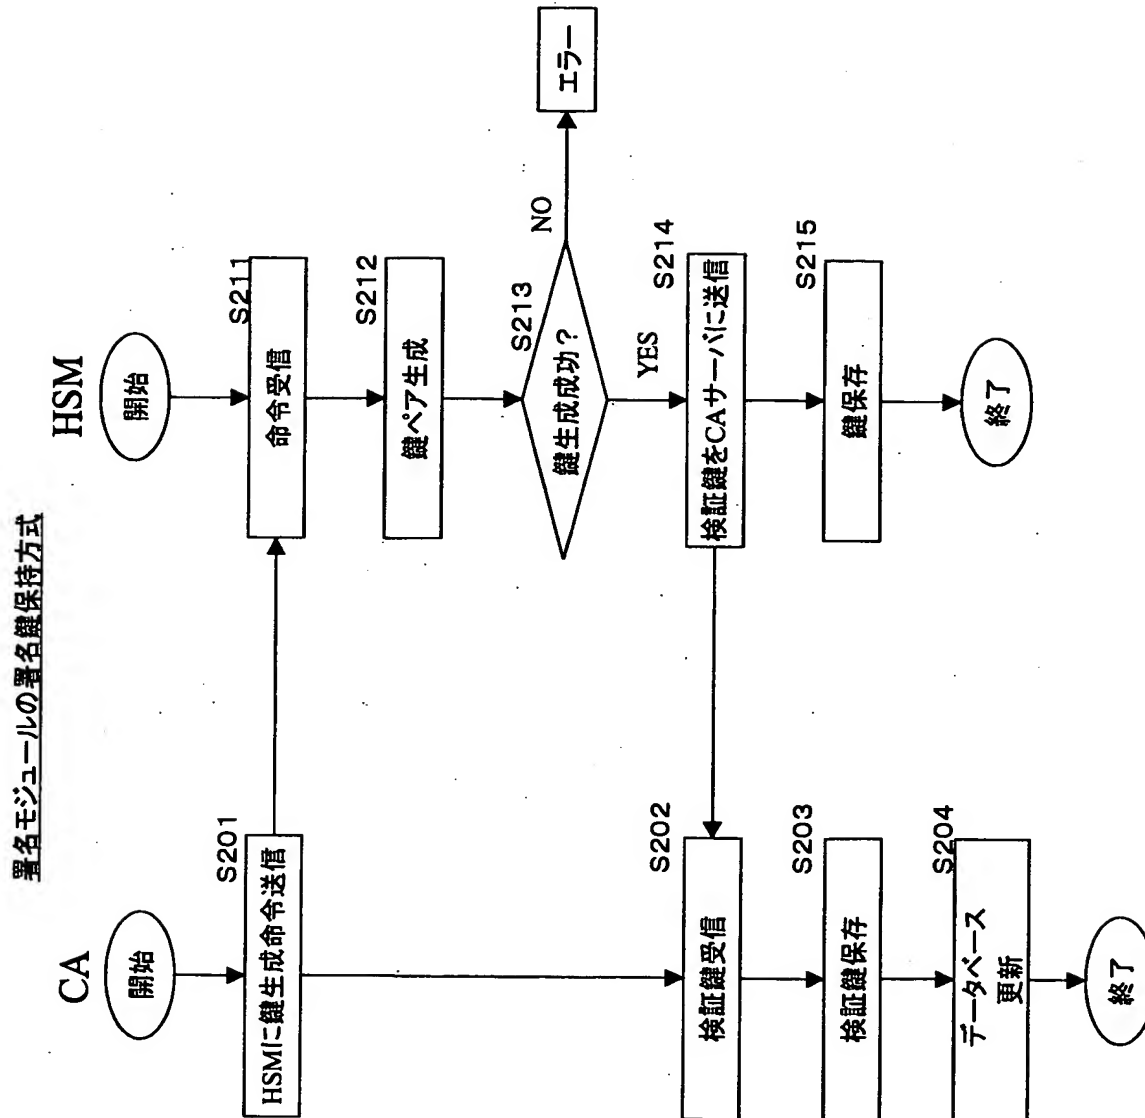 署名モジュールの署名鍵保持方式
CA
開始
S201
HSMに鍵生成命令送信
S202
検証鍵受信
S203
検証鍵保存
S204
データベース
更新
終了
HSM
開始
S211
命令受信
S212
鍵ペア生成
S213
鍵生成成功？
NO
エラー
YES
S214
検証鍵をCAサーバに送信
S215
鍵保存
終了